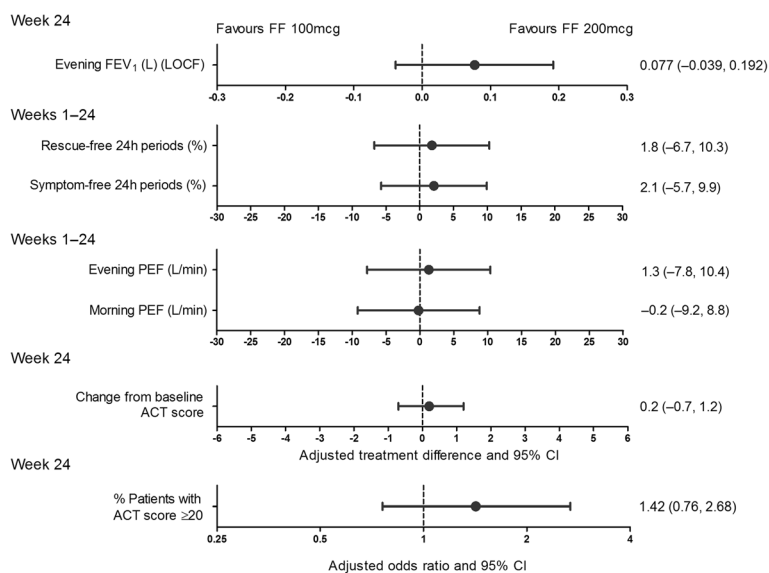 Week 24
Favours FF 100mcg Favours FF 200mcg
Evening FEV1 (L) (LOCF) 0.077 (–0.039, 0.192)
-0.3 -0.2 -0.1 0.0 0.1 0.2 0.3
Weeks 1–24
Rescue-free 24h periods (%) 1.8 (–6.7, 10.3)
Symptom-free 24h periods (%) 2.1 (–5.7, 9.9)
-30 -25 -20 -15 -10 -5 0 5 10 15 20 25 30
Weeks 1–24
Evening PEF (L/min) 1.3 (–7.8, 10.4)
Morning PEF (L/min) –0.2 (–9.2, 8.8)
-30 -25 -20 -15 -10 -5 0 5 10 15 20 25 30
Week 24
Change from baseline
ACT score 0.2 (–0.7, 1.2)
-6 -5 -4 -3 -2 -1 0 1 2 3 4 5 6
Adjusted treatment difference and 95% CI
Week 24
% Patients with
ACT score ≥20 1.42 (0.76, 2.68)
0.25 0.5 1 2 4
Adjusted odds ratio and 95% CI